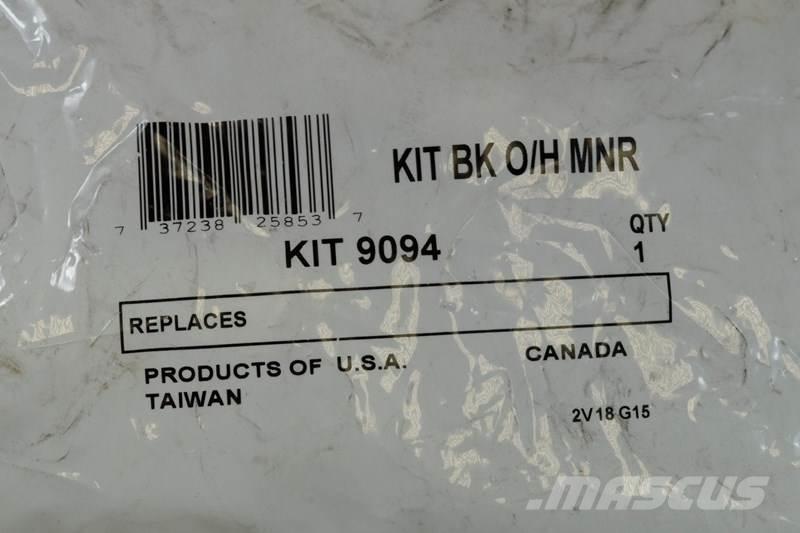 KIT BK O/H MNR
7 37238 25853 7
QTY
KIT 9094
1
REPLACES
PRODUCTS OF U.S.A. CANADA
TAIWAN
2V18 G15
MASCUS